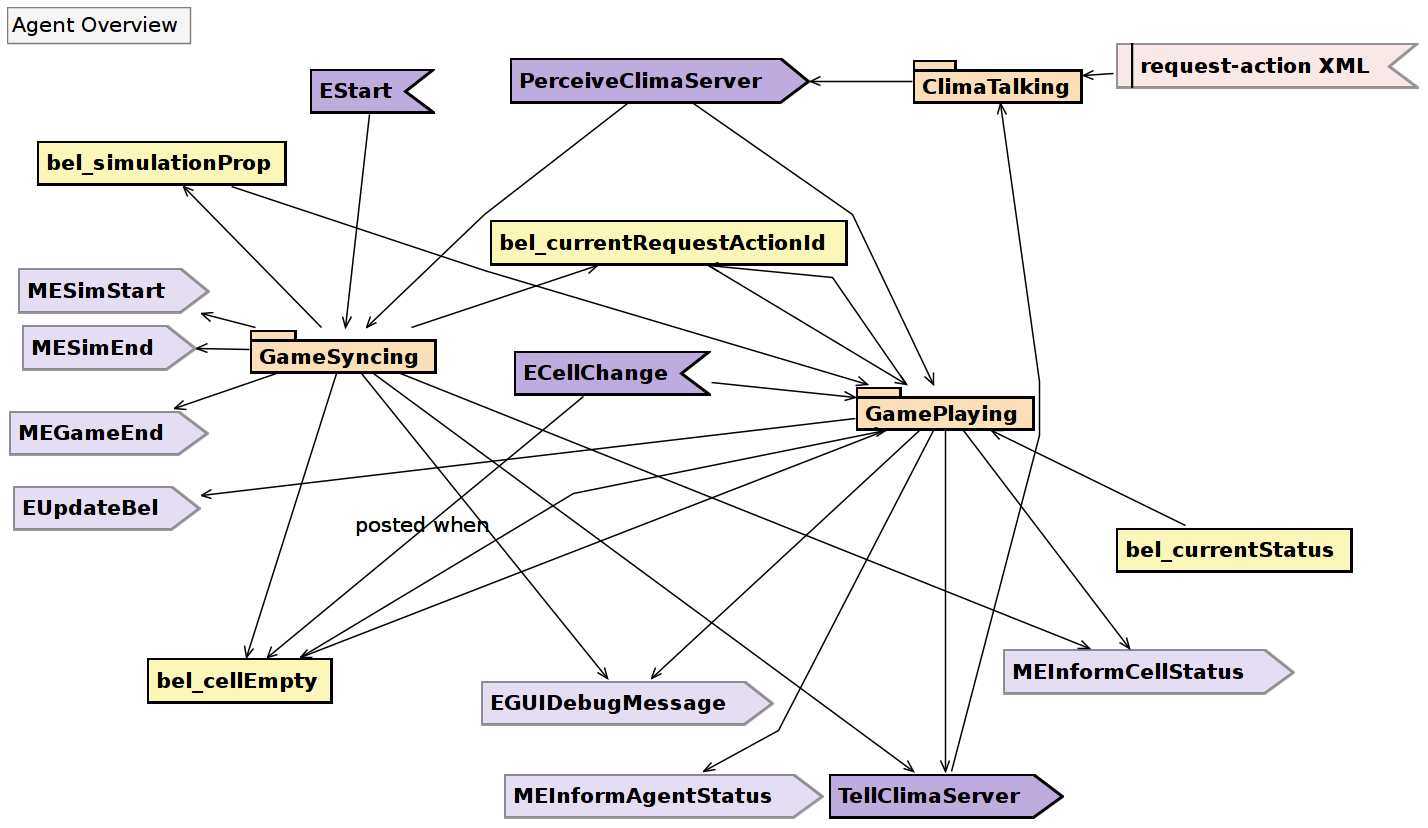 Agent Overview
EStart
PerceiveClimaServer
ClimaTalking
request-action XML
bel_simulationProp
bel_currentRequestActionId
MESimStart
MESimEnd
GameSyncing
ECellChange
GamePlaying
MEGameEnd
EUpdateBel
posted when
bel_currentStatus
bel_cellEmpty
EGUIDebugMessage
MEInformCellStatus
MEInformAgentStatus
TellClimaServer